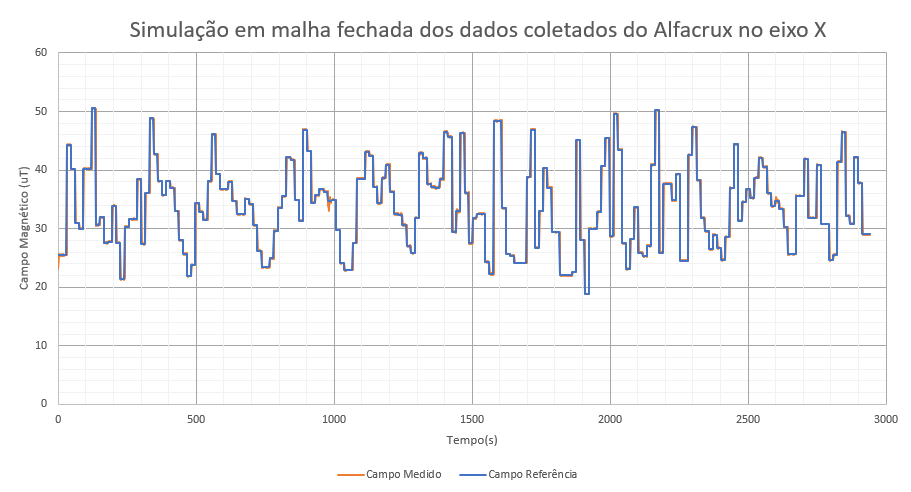 Simulação em malha fechada dos dados coletados do Alfacrux no eixo X
60
50
40
30
20
10
0
Campo Magnético (uT)
0 500 1000 1500 2000 2500 3000
Tempo(s)
Campo Medido Campo Referência